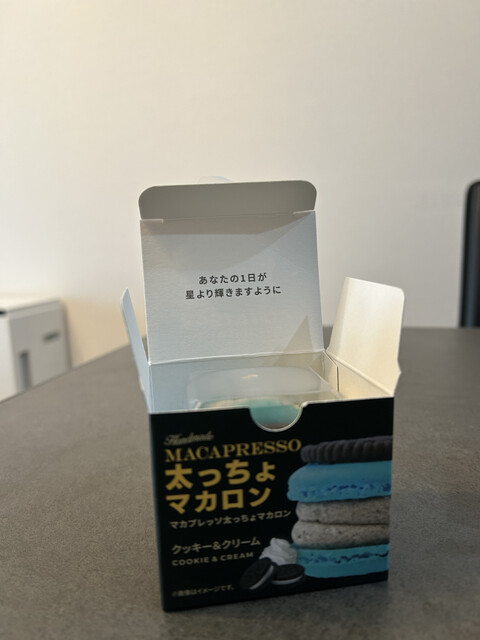 あなたの1日が
星より輝きますように
Handmade
MACAPRESSO
太っちょ
マカロン
マカプレッソ太っちょマカロン
クッキー&クリーム
COOKIE & CREAM
※画像はイメージです。